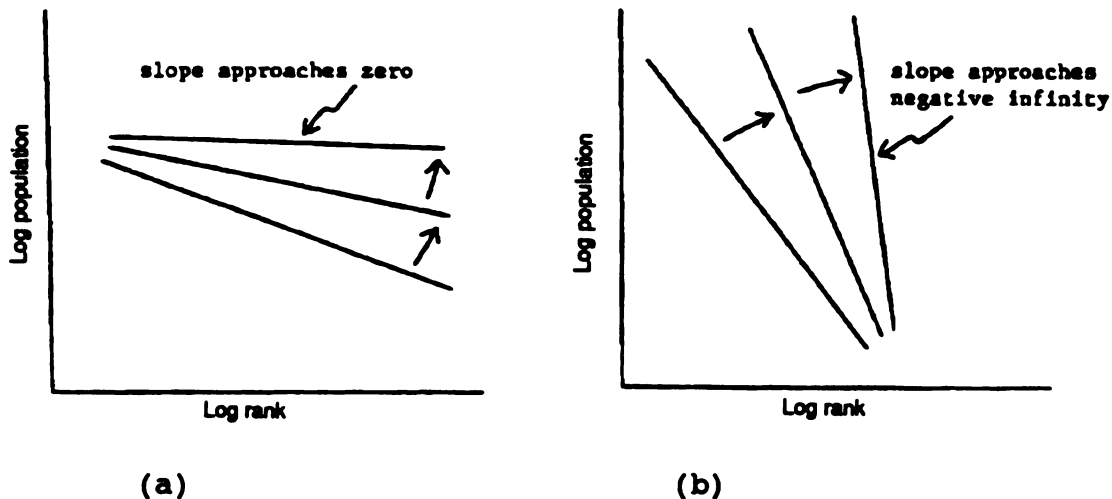 slope approaches zero
Log population
Log rank
(a)
slope approaches
negative infinity
Log population
Log rank
(b)